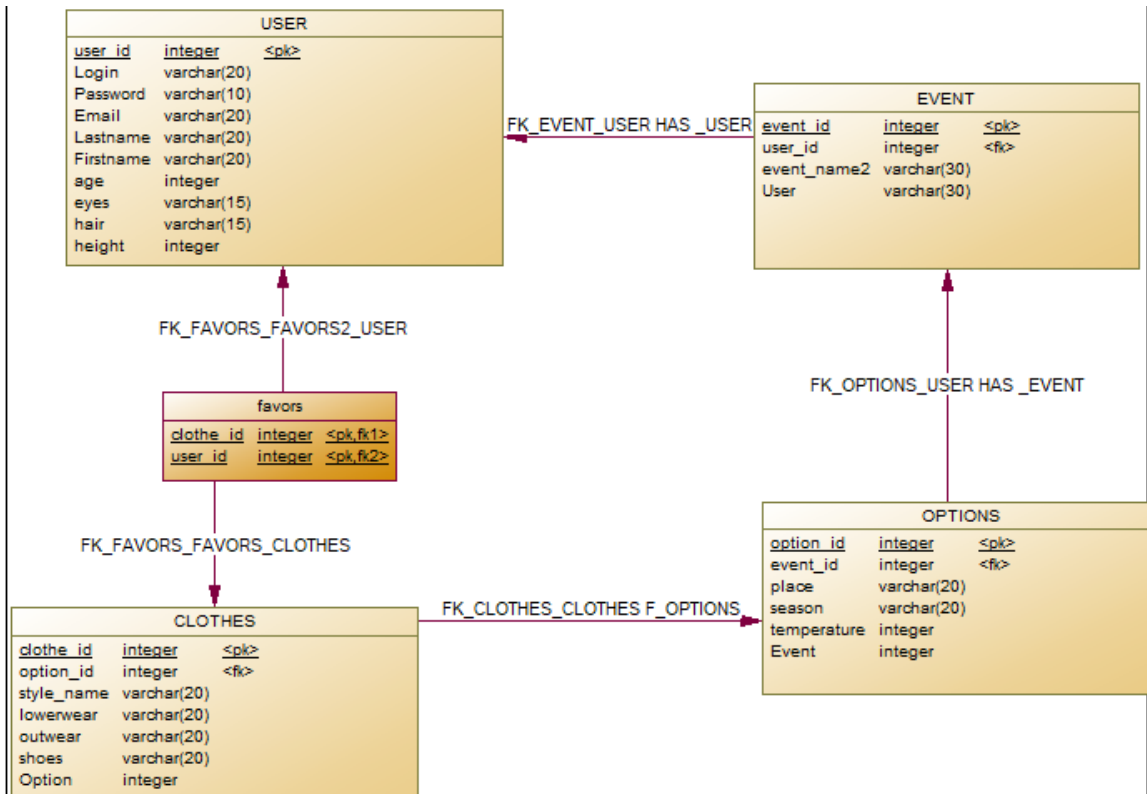 USER
user_id integer <pk>
Login varchar(20)
Password varchar(10)
Email varchar(20)
Lastname varchar(20)
Firstname varchar(20)
age integer
eyes varchar(15)
hair varchar(15)
height integer
FK_EVENT_USER HAS _USER
EVENT
event_id integer <pk>
user_id integer <fk>
event_name2 varchar(30)
User varchar(30)
FK_FAVORS_FAVORS2_USER
FK_OPTIONS_USER HAS _EVENT
favors
clothe_id integer <pk,fk1>
user_id integer <pk,fk2>
FK_FAVORS_FAVORS_CLOTHES
CLOTHES
clothe_id integer <pk>
option_id integer <fk>
style_name varchar(20)
lowerwear varchar(20)
outwear varchar(20)
shoes varchar(20)
Option integer
FK_CLOTHES_CLOTHES F_OPTIONS
OPTIONS
option_id integer <pk>
event_id integer <fk>
place varchar(20)
season varchar(20)
temperature integer
Event integer